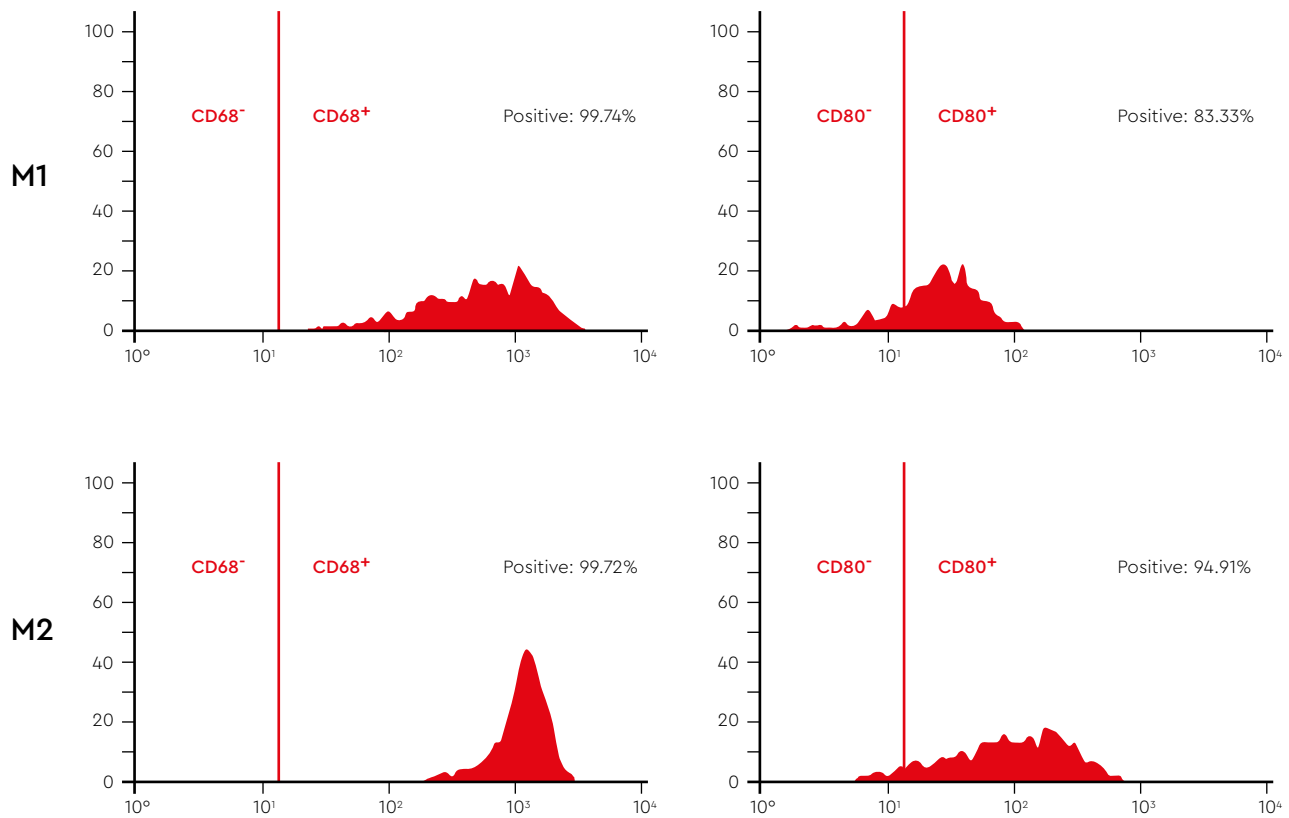 100
80
CD68- CD68+ Positive: 99.74%
60
M1
40
20
0
10⁰ 10¹ 10² 10³ 10⁴
100
80
CD80- CD80+ Positive: 83.33%
60
40
20
0
10⁰ 10¹ 10² 10³ 10⁴
100
80
CD68- CD68+ Positive: 99.72%
60
M2
40
20
0
10⁰ 10¹ 10² 10³ 10⁴
100
80
CD80- CD80+ Positive: 94.91%
60
40
20
0
10⁰ 10¹ 10² 10³ 10⁴